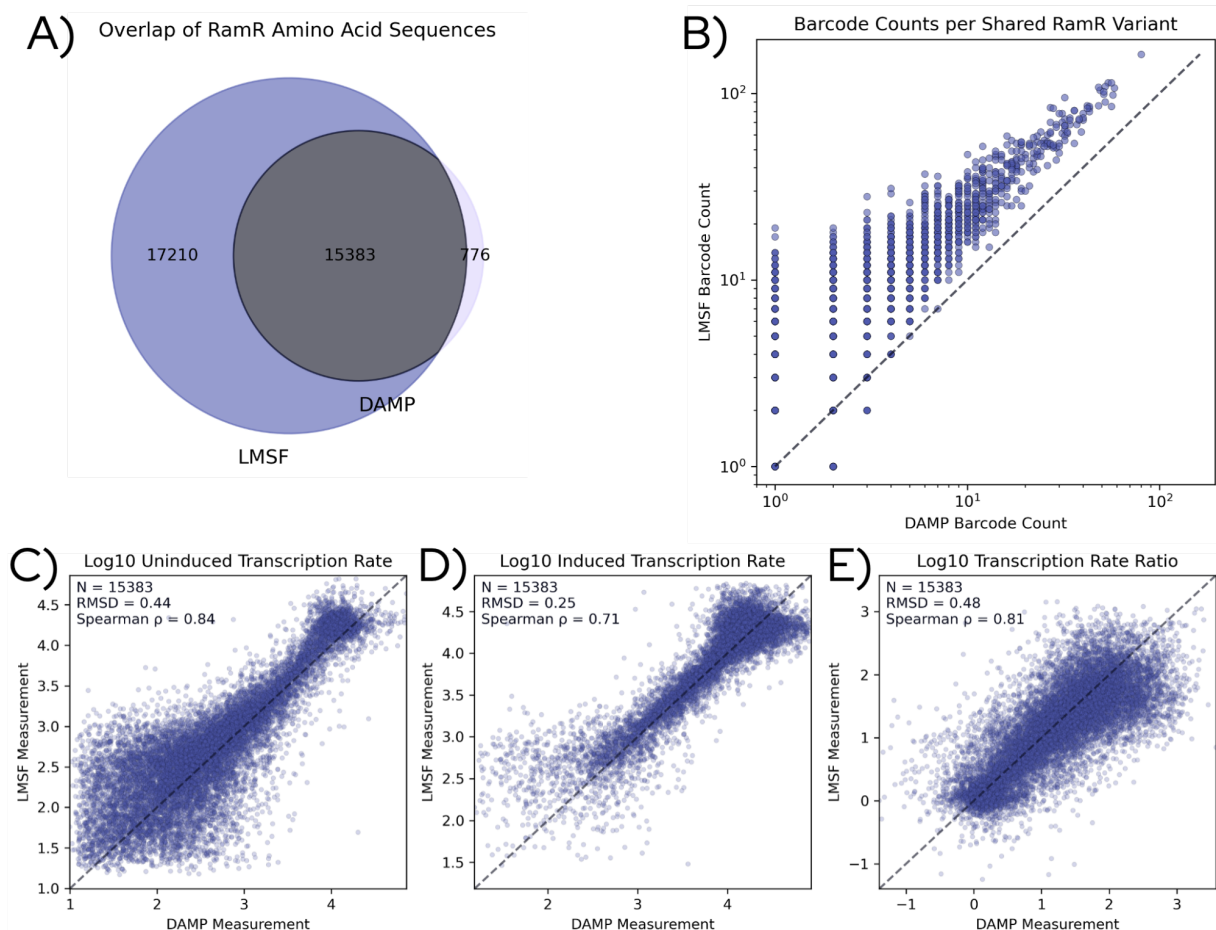 A)
Overlap of RamR Amino Acid Sequences
17210
15383
776
DAMP
LMSF
B)
Barcode Counts per Shared RamR Variant
LMSF Barcode Count
10²
10¹
10⁰
10⁰ 10¹ 10²
DAMP Barcode Count
C)
Log10 Uninduced Transcription Rate
N = 15383
RMSD = 0.44
Spearman ρ = 0.84
LMSF Measurement
4.5
4.0
3.5
3.0
2.5
2.0
1.5
1.0
1 2 3 4
DAMP Measurement
D)
Log10 Induced Transcription Rate
N = 15383
RMSD = 0.25
Spearman ρ = 0.71
LMSF Measurement
4.5
4.0
3.5
3.0
2.5
2.0
1.5
2 3 4
DAMP Measurement
E)
Log10 Transcription Rate Ratio
N = 15383
RMSD = 0.48
Spearman ρ = 0.81
LMSF Measurement
3
2
1
0
−1
−1 0 1 2 3
DAMP Measurement